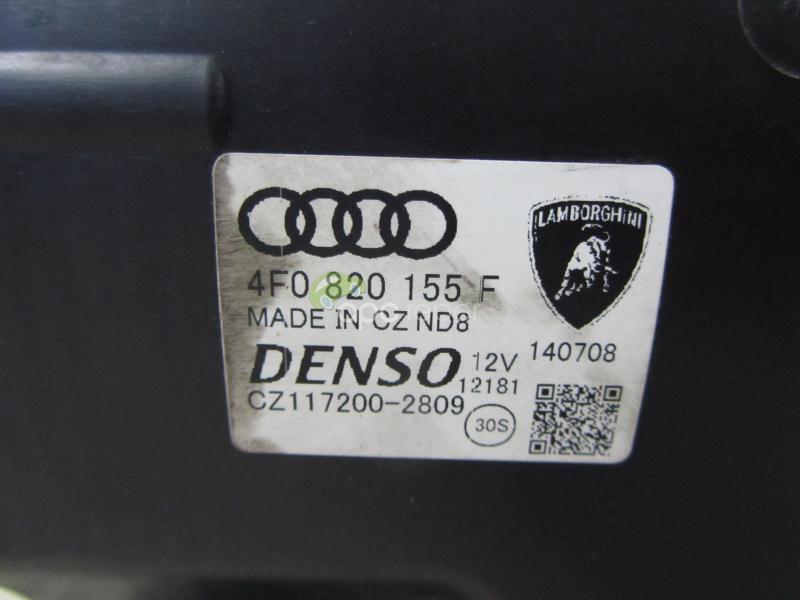 LAMBORGHINI
4F0 820 155 F
MADE IN CZ ND8
DENSO 12V 140708
12181
CZ117200-2809
30S